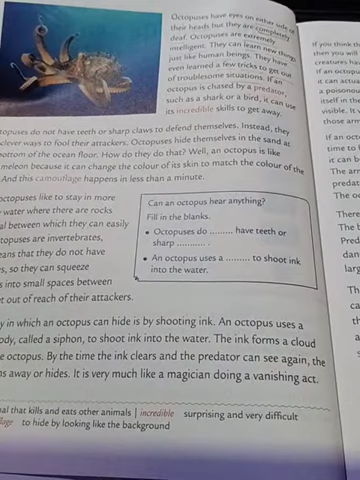 Octopuses have eyes on either side of
their heads but they are completely
deaf. Octopuses are extremely
intelligent. They can learn new things
just like human beings. They have
even learned a few tricks to get out
of troublesome situations. If an
octopus is chased by a predator,
such as a shark or a bird, it can use
its incredible skills to get away.
topuses do not have teeth or sharp claws to defend themselves. Instead, they
clever ways to fool their attackers. Octopuses hide themselves in the sand at
bottom of the ocean floor. How do they do that? Well, an octopus is like
meleon because it can change the colour of its skin to match the colour of the
And this camouflage happens in less than a minute.
octopuses like to stay in more
water where there are rocks
al between which they can easily
topuses are invertebrates,
eans that they do not have
s, so they can squeeze
s into small spaces between
et out of reach of their attackers.
Can an octopus hear anything?
Fill in the blanks.
• Octopuses do ......... have teeth or
sharp ......... .
• An octopus uses a ......... to shoot ink
into the water.
y in which an octopus can hide is by shooting ink. An octopus uses a
ody, called a siphon, to shoot ink into the water. The ink forms a cloud
e octopus. By the time the ink clears and the predator can see again, the
ns away or hides. It is very much like a magician doing a vanishing act.
al that kills and eats other animals | incredible surprising and very difficult
flage to hide by looking like the background
If you think th
then you will
creatures hav
If an octopu
it can actua
a poisonou
itself in the
visible. It v
those arm
If an octo
time to l
it can b
The arr
predat
The oc
There
The b
Pred
dan
larg
Th
ca
th
a
s